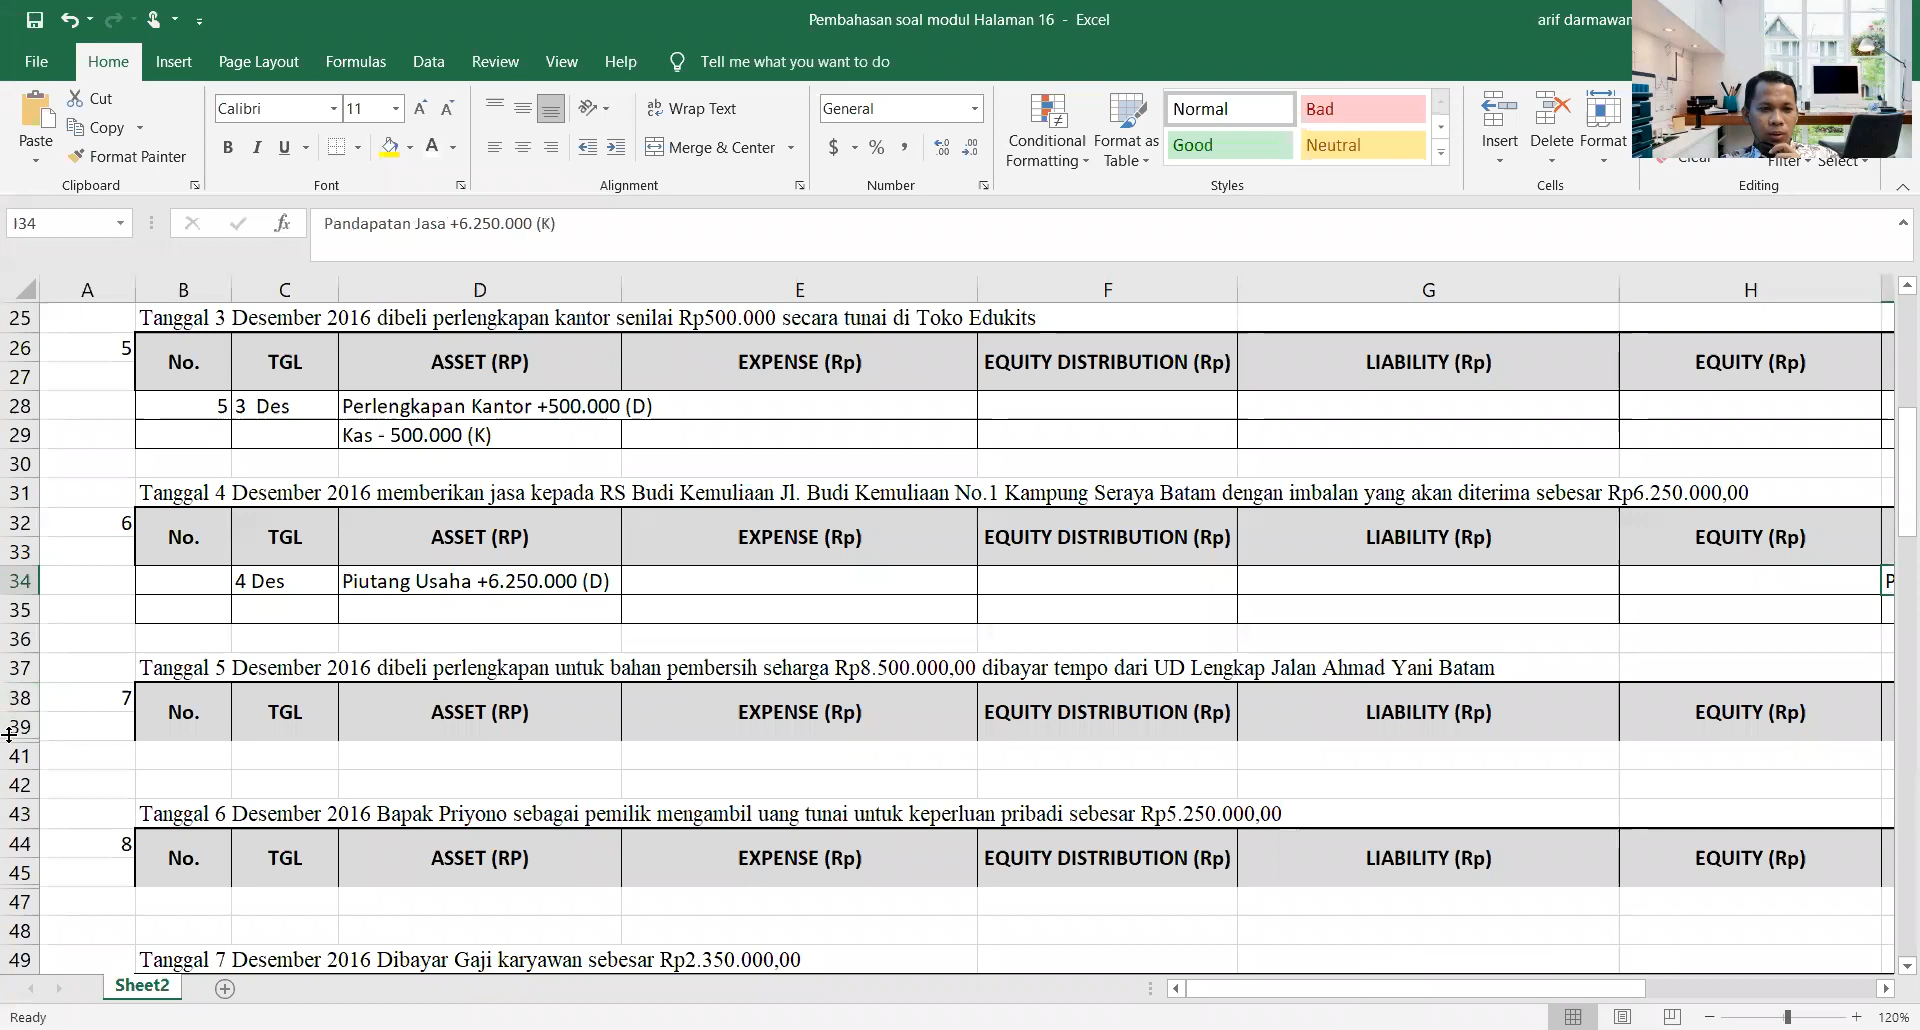 Pembahasan soal modul Halaman 16 - Excel
arif darmawan
File Home Insert Page Layout Formulas Data Review View Help Tell me what you want to do
Paste
Cut
Copy
Format Painter
Clipboard
Calibri 11
B I U
Font
Wrap Text
Merge & Center
Alignment
General
$ % ,
Number
Conditional Formatting
Format as Table
Normal Bad
Good Neutral
Styles
Insert Delete Format
Cells
Clear
Filter Select
Editing
I34
fx
Pandapatan Jasa +6.250.000 (K)
A B C D E F G H
25 Tanggal 3 Desember 2016 dibeli perlengkapan kantor senilai Rp500.000 secara tunai di Toko Edukits
26 5 No. TGL ASSET (RP) EXPENSE (Rp) EQUITY DISTRIBUTION (Rp) LIABILITY (Rp) EQUITY (Rp)
27
28 5 3 Des Perlengkapan Kantor +500.000 (D)
29 Kas - 500.000 (K)
30
31 Tanggal 4 Desember 2016 memberikan jasa kepada RS Budi Kemuliaan Jl. Budi Kemuliaan No.1 Kampung Seraya Batam dengan imbalan yang akan diterima sebesar Rp6.250.000,00
32 6 No. TGL ASSET (RP) EXPENSE (Rp) EQUITY DISTRIBUTION (Rp) LIABILITY (Rp) EQUITY (Rp)
33
34 4 Des Piutang Usaha +6.250.000 (D) P
35
36
37 Tanggal 5 Desember 2016 dibeli perlengkapan untuk bahan pembersih seharga Rp8.500.000,00 dibayar tempo dari UD Lengkap Jalan Ahmad Yani Batam
38 7 No. TGL ASSET (RP) EXPENSE (Rp) EQUITY DISTRIBUTION (Rp) LIABILITY (Rp) EQUITY (Rp)
39
41
42
43 Tanggal 6 Desember 2016 Bapak Priyono sebagai pemilik mengambil uang tunai untuk keperluan pribadi sebesar Rp5.250.000,00
44 8 No. TGL ASSET (RP) EXPENSE (Rp) EQUITY DISTRIBUTION (Rp) LIABILITY (Rp) EQUITY (Rp)
45
47
48
49 Tanggal 7 Desember 2016 Dibayar Gaji karyawan sebesar Rp2.350.000,00
Sheet2
Ready
120%